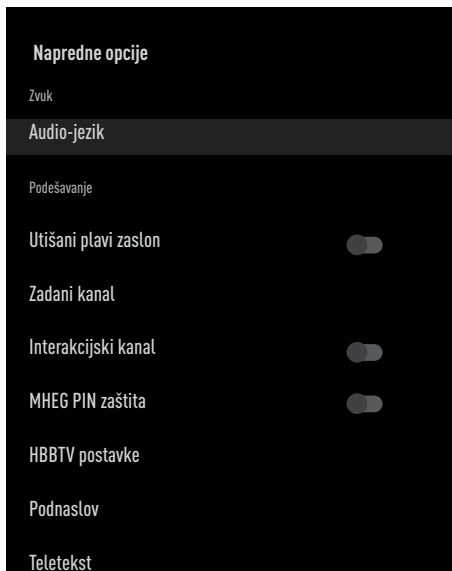 Napredne opcije
Zvuk
Audio-jezik
Podešavanje
Utišani plavi zaslon
Zadani kanal
Interakcijski kanal
MHEG PIN zaštita
HBBTV postavke
Podnaslov
Teletekst